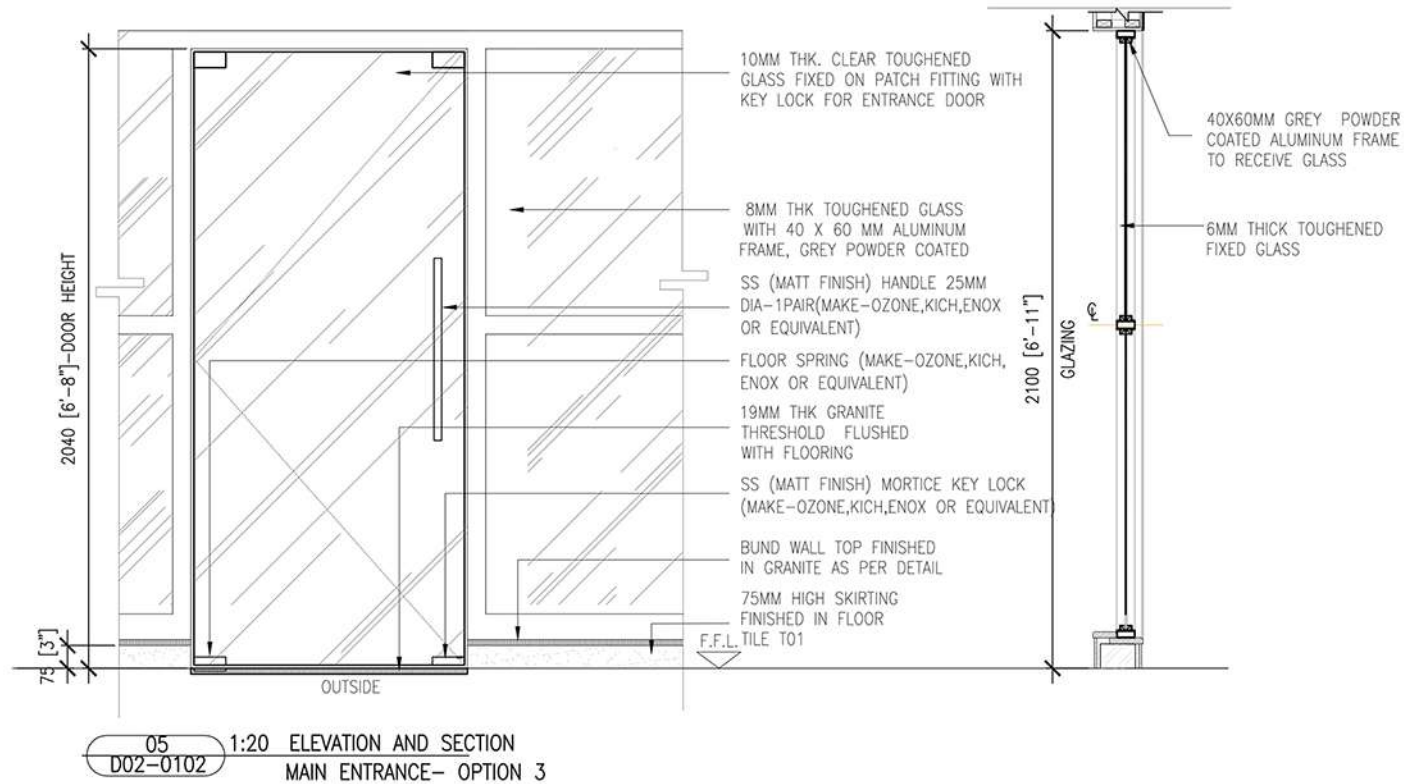 10MM THK. CLEAR TOUGHENED
GLASS FIXED ON PATCH FITTING WITH
KEY LOCK FOR ENTRANCE DOOR
8MM THK TOUGHENED GLASS
WITH 40 X 60 MM ALUMINUM
FRAME, GREY POWDER COATED
SS (MATT FINISH) HANDLE 25MM
DIA-1PAIR(MAKE-OZONE,KICH,ENOX
OR EQUIVALENT)
FLOOR SPRING (MAKE-OZONE,KICH,
ENOX OR EQUIVALENT)
19MM THK GRANITE
THRESHOLD FLUSHED
WITH FLOORING
SS (MATT FINISH) MORTICE KEY LOCK
(MAKE-OZONE,KICH,ENOX OR EQUIVALENT)
BUND WALL TOP FINISHED
IN GRANITE AS PER DETAIL
75MM HIGH SKIRTING
FINISHED IN FLOOR
TILE T01
F.F.L.
2040 [6'-8"]-DOOR HEIGHT
75 [3"]
OUTSIDE
2100 [6'-11"]
GLAZING
℄
40X60MM GREY POWDER
COATED ALUMINUM FRAME
TO RECEIVE GLASS
6MM THICK TOUGHENED
FIXED GLASS
05
D02-0102
1:20 ELEVATION AND SECTION
MAIN ENTRANCE- OPTION 3